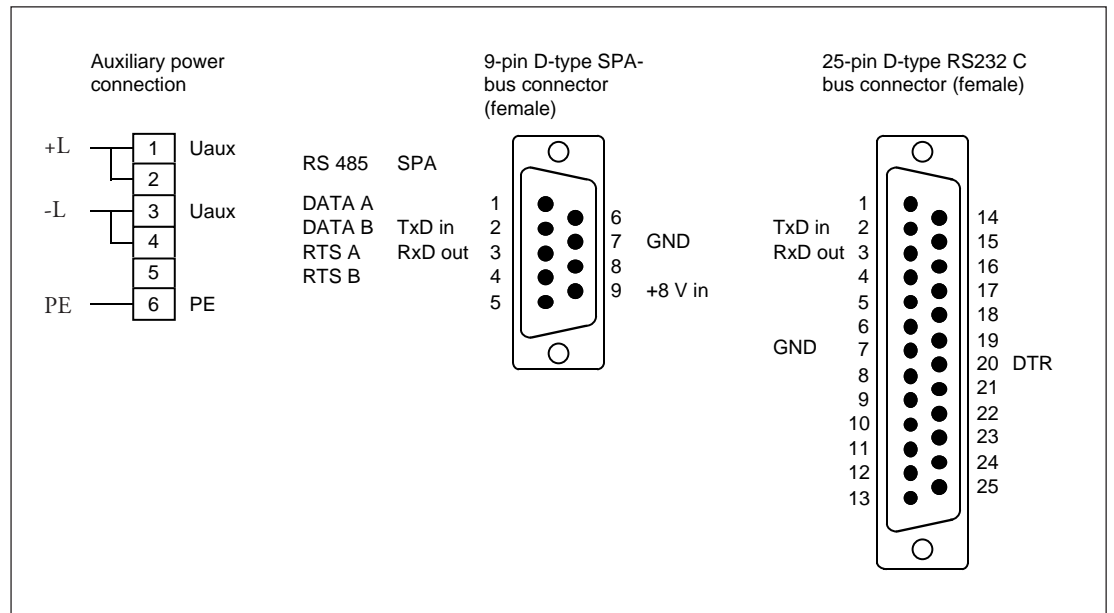 Auxiliary power
connection
+L
1
Uaux
2
-L
3
Uaux
4
5
PE
6
PE
9-pin D-type SPA-
bus connector
(female)
RS 485 SPA
DATA A 1
DATA B TxD in 2
RTS A RxD out 3
RTS B 4
5
6
7 GND
8
9 +8 V in
25-pin D-type RS232 C
bus connector (female)
1
TxD in 2
RxD out 3
4
5
6
GND 7
8
9
10
11
12
13
14
15
16
17
18
19
20 DTR
21
22
23
24
25